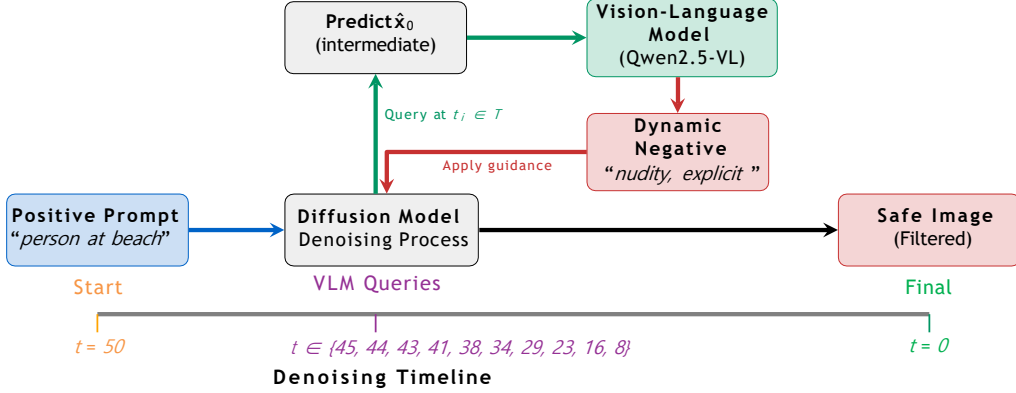 Predict x̂₀
(intermediate)
Vision-Language
Model
(Qwen2.5-VL)
Query at tᵢ ∈ T
Dynamic
Negative
“nudity, explicit ”
Apply guidance
Positive Prompt
“person at beach”
Diffusion Model
Denoising Process
Safe Image
(Filtered)
Start
VLM Queries
Final
t = 50
t ∈ {45, 44, 43, 41, 38, 34, 29, 23, 16, 8}
t = 0
Denoising Timeline